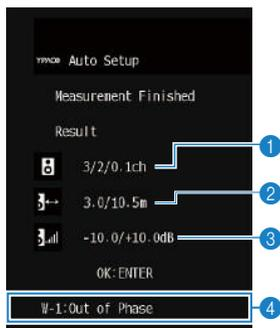 YPAO Auto Setup
Measurement Finished
Result
3/2/0.1ch
1
3.0/10.5m
2
-10.0/+10.0dB
3
OK:ENTER
W-1:Out of Phase
4